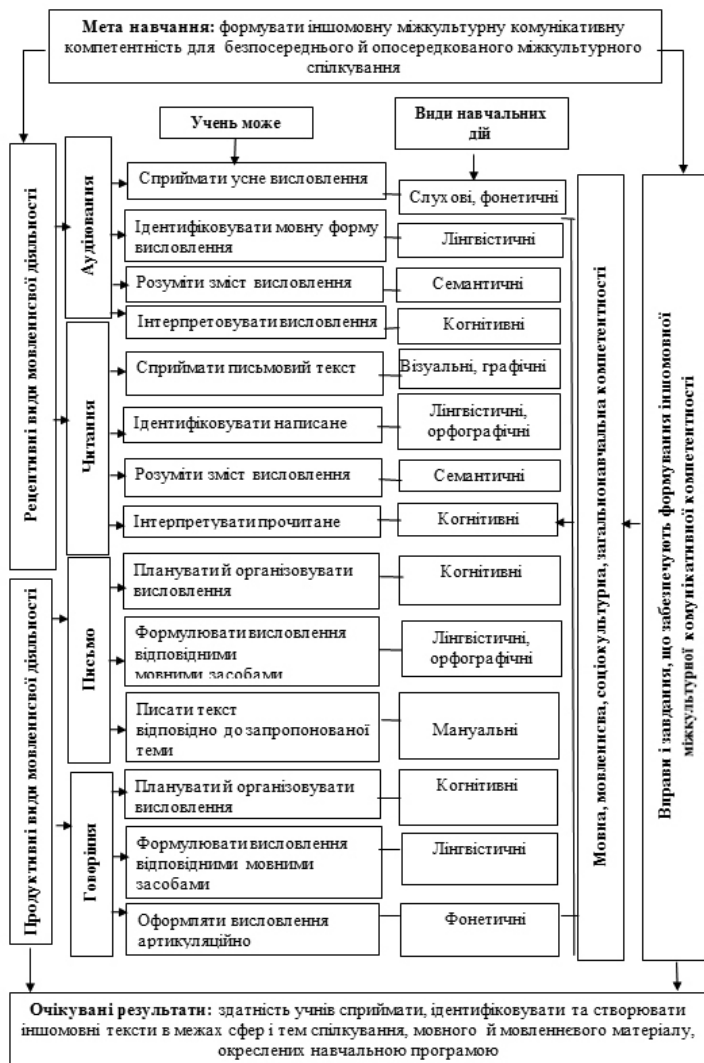 Мета навчання: формувати іншомовну міжкультурну комунікативну
компетентність для безпосереднього й опосередкованого міжкультурного
спілкування
Учень може
Види навчальних
дій
Рецептивні види мовленнєвої діяльності
Аудіювання
Сприймати усне висловлення
Слухові, фонетичні
Ідентифіковувати мовну форму
висловлення
Лінгвістичні
Розуміти зміст висловлення
Семантичні
Інтерпретовувати висловлення
Когнітивні
Читання
Сприймати письмовий текст
Візуальні, графічні
Ідентифіковувати написане
Лінгвістичні,
орфографічні
Розуміти зміст висловлення
Семантичні
Інтерпретувати прочитане
Когнітивні
Продуктивні види мовленнєвої діяльності
Письмо
Планувати й організовувати
висловлення
Когнітивні
Формулювати висловлення
відповідними
мовними засобами
Лінгвістичні,
орфографічні
Писати текст
відповідно до запропонованої
теми
Мануальні
Говоріння
Планувати й організовувати
висловлення
Когнітивні
Формулювати висловлення
відповідними мовними
засобами
Лінгвістичні
Оформляти висловлення
артикуляційно
Фонетичні
Мовна, мовленнєва, соціокультурна, загальнонавчальна компетентності
Вправи і завдання, що забезпечують формування іншомовної
міжкультурної комунікативної компетентності
Очікувані результати: здатність учнів сприймати, ідентифіковувати та створювати
іншомовні тексти в межах сфер і тем спілкування, мовного й мовленнєвого матеріалу,
окреслених навчальною програмою